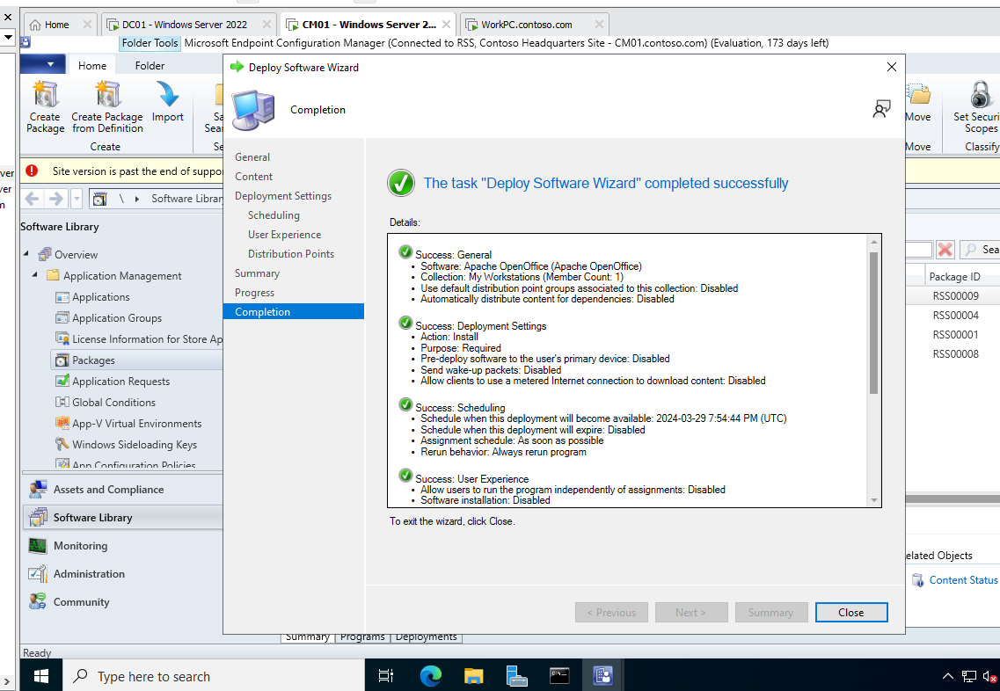 Home
DC01 - Windows Server 2022
CM01 - Windows Server 2...
WorkPC.contoso.com
Folder Tools
Microsoft Endpoint Configuration Manager (Connected to RSS, Contoso Headquarters Site - CM01.contoso.com) (Evaluation, 173 days left)
Home
Folder
Create
Package
Create Package
from Definition
Import
Sa
Sear
Create
Se
Move
Move
Set Securi
Scopes
Classify
Site version is past the end of suppo
ver
ver
m
\
Software Library
Software Library
Overview
Application Management
Applications
Application Groups
License Information for Store Ap
Packages
Application Requests
Global Conditions
App-V Virtual Environments
Windows Sideloading Keys
App Configuration Policies
Assets and Compliance
Software Library
Monitoring
Administration
Community
Ready
Deploy Software Wizard
Completion
General
Content
Deployment Settings
Scheduling
User Experience
Distribution Points
Summary
Progress
Completion
The task "Deploy Software Wizard" completed successfully
Details:
Success: General
• Software: Apache OpenOffice (Apache OpenOffice)
• Collection: My Workstations (Member Count: 1)
• Use default distribution point groups associated to this collection: Disabled
• Automatically distribute content for dependencies: Disabled
Success: Deployment Settings
• Action: Install
• Purpose: Required
• Pre-deploy software to the user's primary device: Disabled
• Send wake-up packets: Disabled
• Allow clients to use a metered Internet connection to download content: Disabled
Success: Scheduling
• Schedule when this deployment will become available: 2024-03-29 7:54:44 PM (UTC)
• Schedule when this deployment will expire: Disabled
• Assignment schedule: As soon as possible
• Rerun behavior: Always rerun program
Success: User Experience
• Allow users to run the program independently of assignments: Disabled
• Software installation: Disabled
To exit the wizard, click Close.
< Previous
Next >
Summary
Close
Sea
Package ID
RSS00009
RSS00004
RSS00001
RSS00008
elated Objects
Content Status
Summary
Programs
Deployments
Type here to search